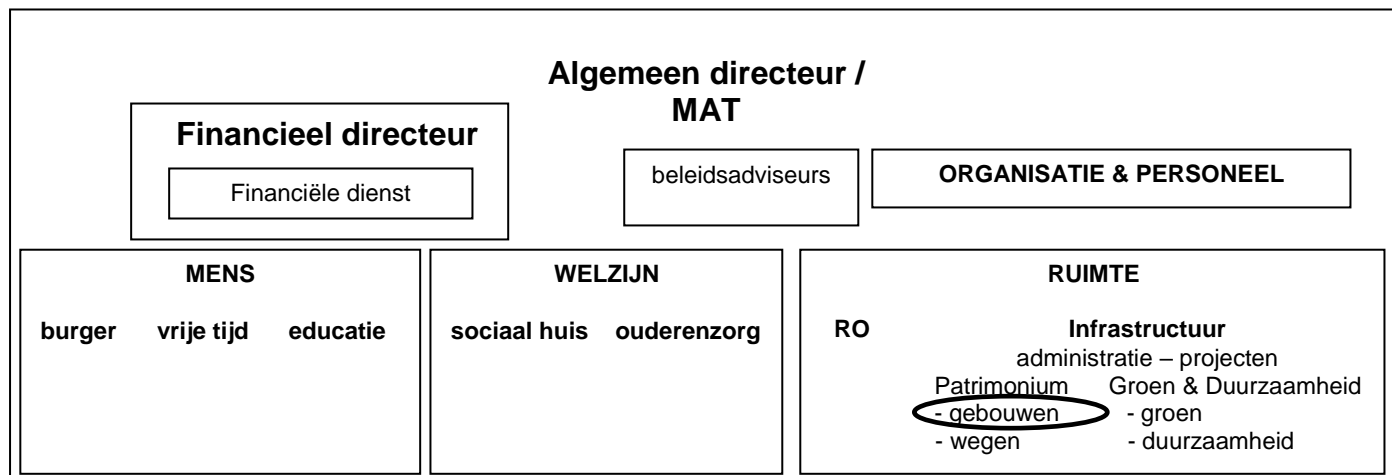 Algemeen directeur /
MAT
Financieel directeur
Financiële dienst
beleidsadviseurs
ORGANISATIE & PERSONEEL
MENS
burger vrije tijd educatie
WELZIJN
sociaal huis ouderenzorg
RUIMTE
RO Infrastructuur
administratie – projecten
Patrimonium Groen & Duurzaamheid
- gebouwen - groen
- wegen - duurzaamheid